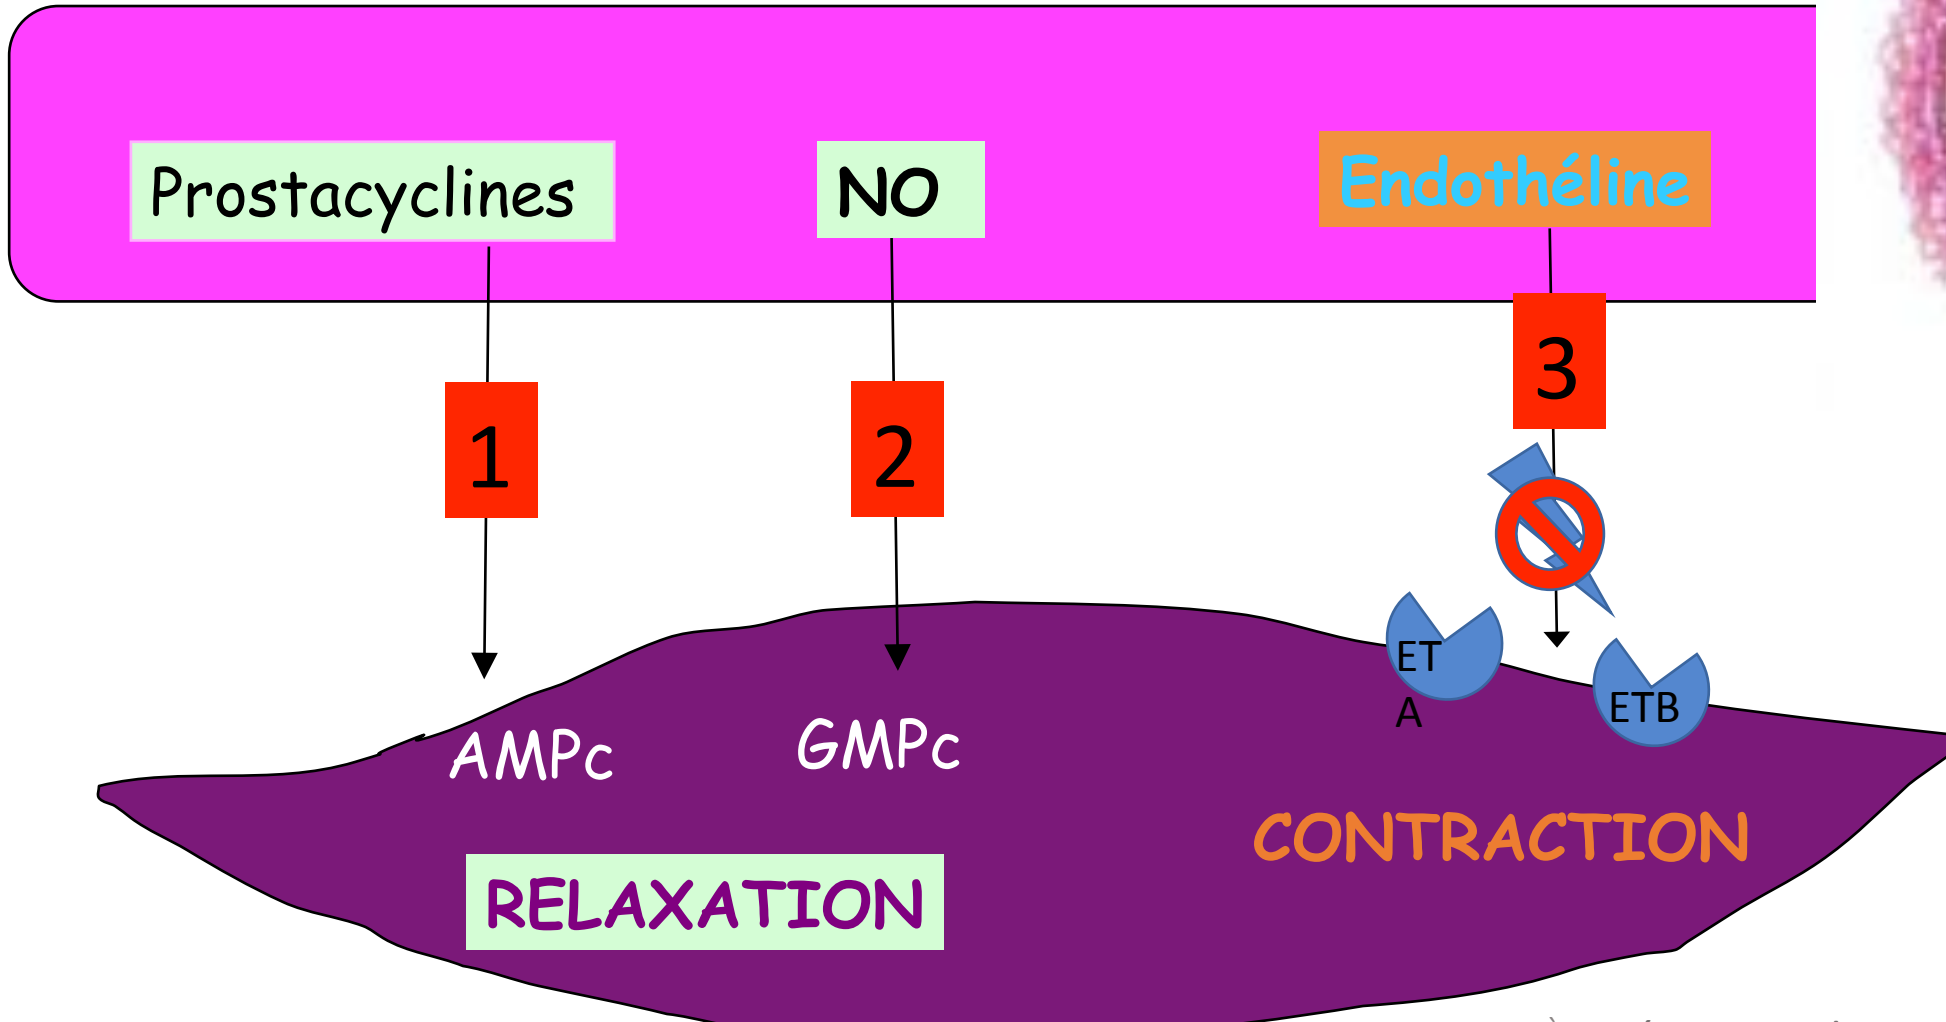 Prostacyclines
NO
Endothéline
1
2
3
ET
A
ETB
AMPc
GMPc
CONTRACTION
RELAXATION